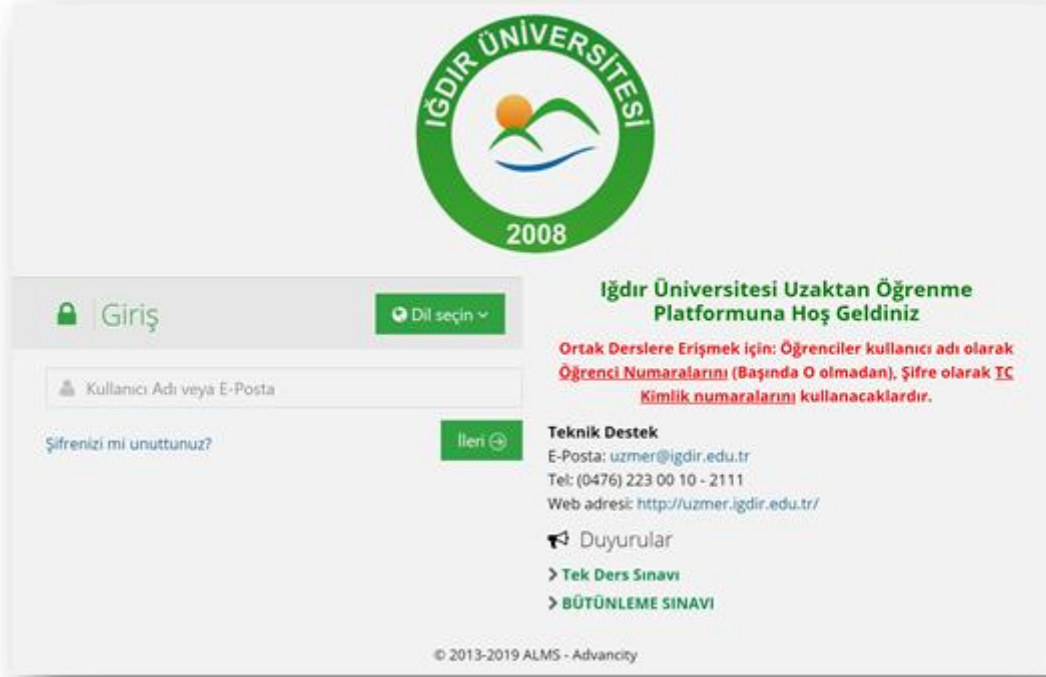 IĞDIR ÜNİVERSİTESİ
2008
Giriş
Dil seçin
Kullanıcı Adı veya E-Posta
Şifrenizi mi unuttunuz?
İleri
Iğdır Üniversitesi Uzaktan Öğrenme
Platformuna Hoş Geldiniz
Ortak Derslere Erişmek için: Öğrenciler kullanıcı adı olarak
Öğrenci Numaralarını (Başında O olmadan), Şifre olarak TC
Kimlik numaralarını kullanacaklardır.
Teknik Destek
E-Posta: uzmer@igdir.edu.tr
Tel: (0476) 223 00 10 - 2111
Web adresi: http://uzmer.igdir.edu.tr/
Duyurular
Tek Ders Sınavı
BÜTÜNLEME SINAVI
© 2013-2019 ALMS - Advancity